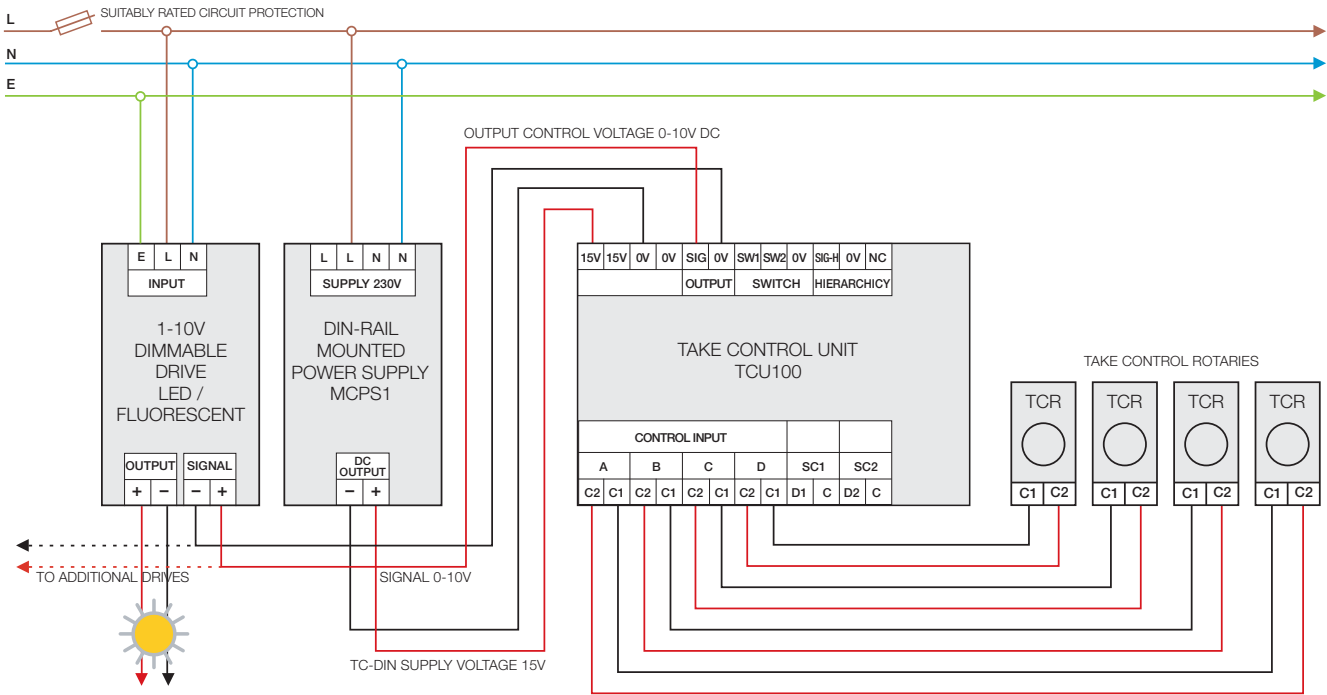 L
SUITABLY RATED CIRCUIT PROTECTION
N
E
OUTPUT CONTROL VOLTAGE 0-10V DC
E L N
INPUT
1-10V
DIMMABLE
DRIVE
LED /
FLUORESCENT
OUTPUT SIGNAL
+ − − +
L L N N
SUPPLY 230V
DIN-RAIL
MOUNTED
POWER SUPPLY
MCPS1
DC
OUTPUT
− +
15V 15V 0V 0V SIG 0V SW1 SW2 0V SIG-H 0V NC
OUTPUT SWITCH HIERARCHICY
TAKE CONTROL UNIT
TCU100
CONTROL INPUT
A B C D SC1 SC2
C2 C1 C2 C1 C2 C1 C2 C1 D1 C D2 C
TAKE CONTROL ROTARIES
TCR TCR TCR TCR
C1 C2 C1 C2 C1 C2 C1 C2
TO ADDITIONAL DRIVES
SIGNAL 0-10V
TC-DIN SUPPLY VOLTAGE 15V